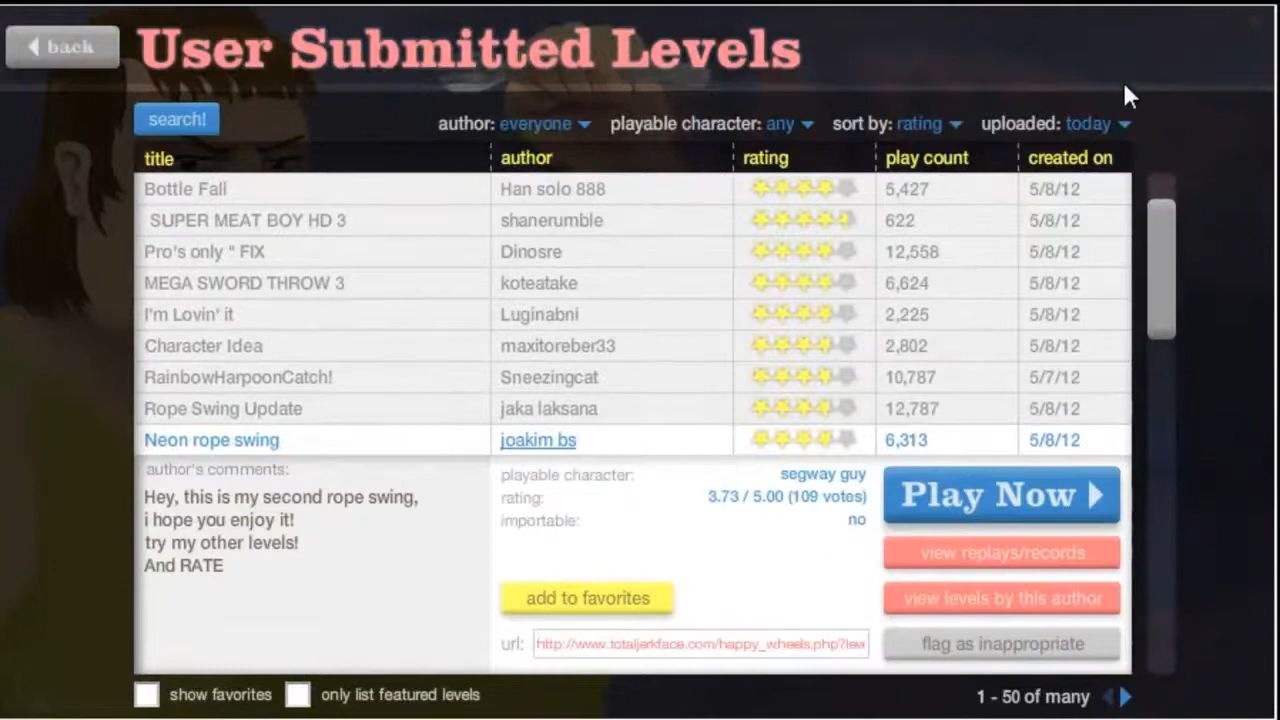 back
User Submitted Levels
search!
author: everyone playable character: any sort by: rating uploaded: today
title author rating play count created on
Bottle Fall Han solo 888 5,427 5/8/12
SUPER MEAT BOY HD 3 shanerumble 622 5/8/12
Pro's only " FIX Dinosre 12,558 5/8/12
MEGA SWORD THROW 3 koteatake 6,624 5/8/12
I'm Lovin' it Luginabni 2,225 5/8/12
Character Idea maxitoreber33 2,802 5/8/12
RainbowHarpoonCatch! Sneezingcat 10,787 5/7/12
Rope Swing Update jaka laksana 12,787 5/8/12
Neon rope swing joakim bs 6,313 5/8/12
author's comments:
Hey, this is my second rope swing,
i hope you enjoy it!
try my other levels!
And RATE
playable character: segway guy
rating: 3.73 / 5.00 (109 votes)
importable: no
add to favorites
url: http://www.totaljerkface.com/happy_wheels.php?lev
Play Now
view replays/records
view levels by this author
flag as inappropriate
show favorites only list featured levels 1 - 50 of many